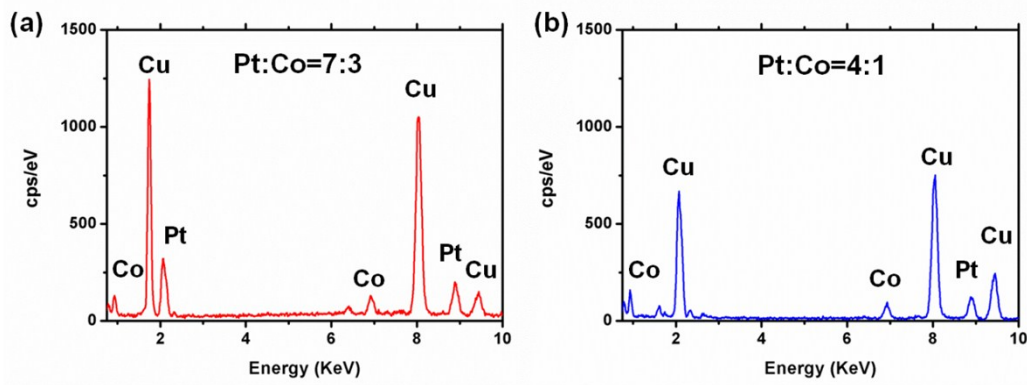 (a)
Pt:Co=7:3
cps/eV
1500
1000
500
0
Co
Cu
Pt
Co
Cu
Pt
Cu
2
4
6
8
10
Energy (KeV)
(b)
Pt:Co=4:1
cps/eV
1500
1000
500
0
Co
Cu
Co
Cu
Pt
Cu
2
4
6
8
10
Energy (KeV)